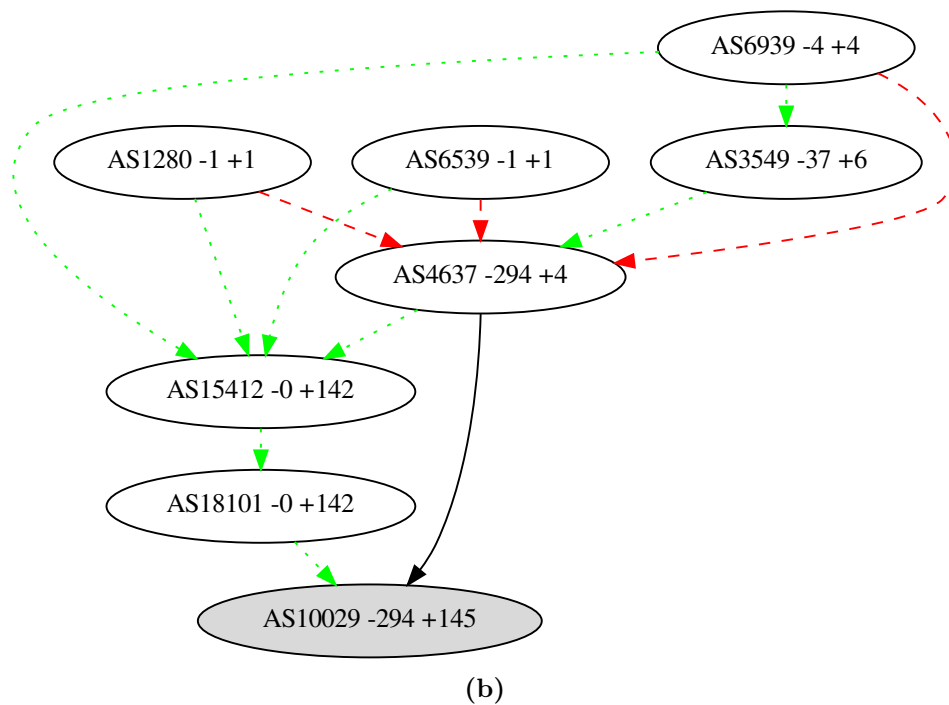 AS6939 -4 +4
AS1280 -1 +1
AS6539 -1 +1
AS3549 -37 +6
AS4637 -294 +4
AS15412 -0 +142
AS18101 -0 +142
AS10029 -294 +145
(b)